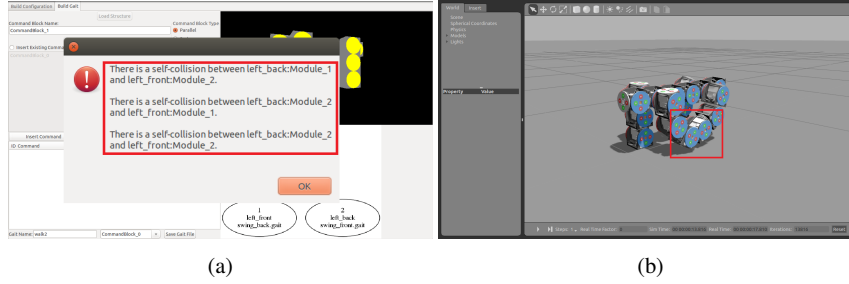 Build Configuration Build Gait
Load Structure
Command Block Name:
Command Block Type
CommandBlock_1
Parallel
Insert Existing Comma
CommandBlock_0
There is a self-collision between left_back:Module_1
and left_front:Module_2.
There is a self-collision between left_back:Module_2
and left_front:Module_1.
There is a self-collision between left_back:Module_2
and left_front:Module_2.
OK
Insert Command
ID Command
1
left_front
swing_back.gait
2
left_back
swing_front.gait
Gait Name: walk2
CommandBlock_0
Save Gait File
World Insert
Scene
Spherical Coordinates
Physics
Models
Lights
Property Value
Steps: 1
Real Time Factor:
Sim Time:
Real Time:
Iterations:
Reset
(a)
(b)